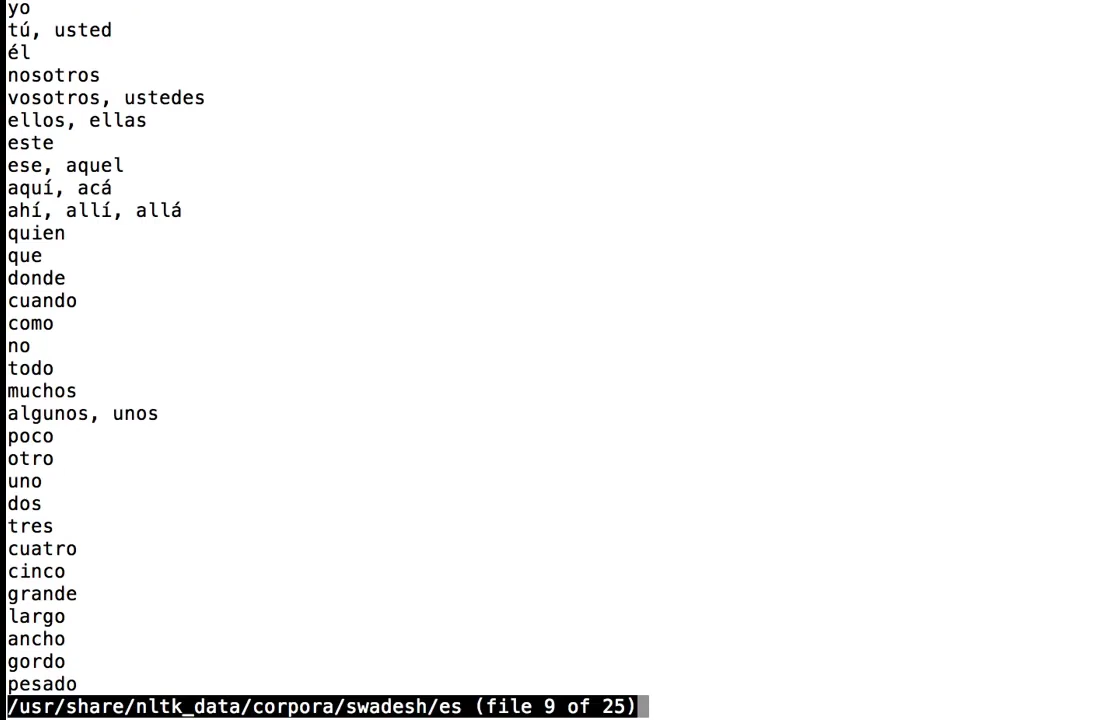 yo
tú, usted
él
nosotros
vosotros, ustedes
ellos, ellas
este
ese, aquel
aquí, acá
ahí, allí, allá
quien
que
donde
cuando
como
no
todo
muchos
algunos, unos
poco
otro
uno
dos
tres
cuatro
cinco
grande
largo
ancho
gordo
pesado
/usr/share/nltk_data/corpora/swadesh/es (file 9 of 25)